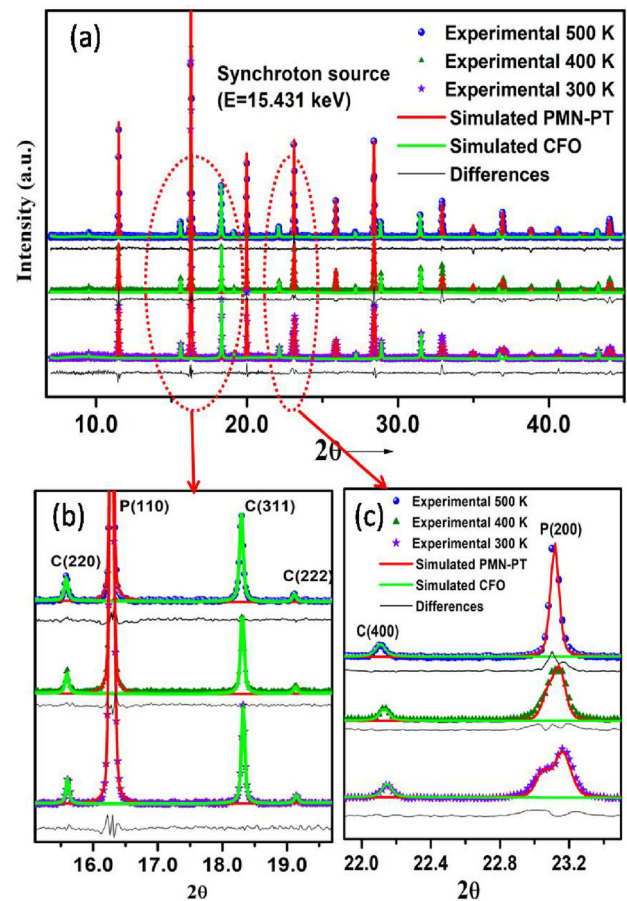 (a)
Experimental 500 K
Experimental 400 K
Experimental 300 K
Simulated PMN-PT
Simulated CFO
Differences
Synchroton source
(E=15.431 keV)
Intensity (a.u.)
10.0 20.0 30.0 40.0
2θ
(b)
P(110)
C(311)
C(220)
C(222)
16.0 17.0 18.0 19.0
2θ
(c)
Experimental 500 K
Experimental 400 K
Experimental 300 K
Simulated PMN-PT
Simulated CFO
Differences
P(200)
C(400)
22.0 22.4 22.8 23.2
2θ